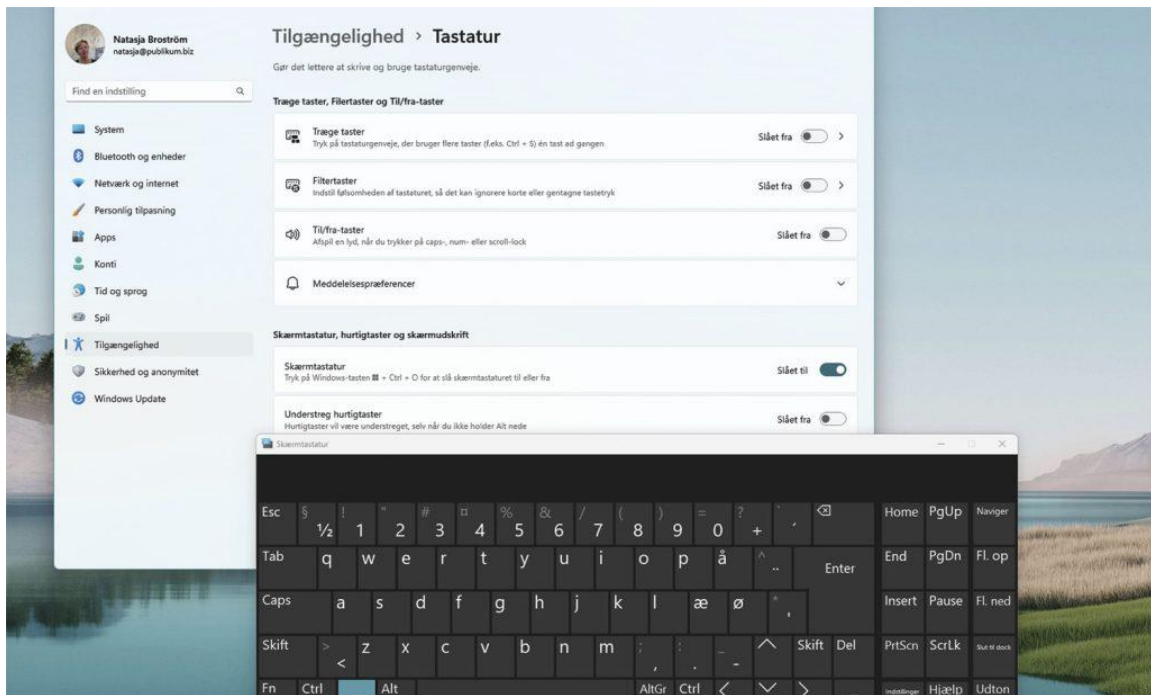 Natasja Broström
natasja@publikum.biz
Find en indstilling
System
Bluetooth og enheder
Netværk og internet
Personlig tilpasning
Apps
Konti
Tid og sprog
Spil
Tilgængelighed
Sikkerhed og anonymitet
Windows Update
Tilgængelighed > Tastatur
Gør det lettere at skrive og bruge tastaturgenveje.
Træge taster, Filertaster og Til/fra-taster
Træge taster
Tryk på tastaturgenveje, der bruger flere taster (f.eks. Ctrl + S) én tast ad gangen
Slået fra
Filtertaster
Indstil følsomheden af tastaturet, så det kan ignorere korte eller gentagne tastetryk
Slået fra
Til/fra-taster
Afspil en lyd, når du trykker på caps-, num- eller scroll-lock
Slået fra
Meddelelsespræferencer
Skærmtastatur, hurtigtaster og skærmudskrift
Skærmtastatur
Tryk på Windows-tasten + Ctrl + O for at slå skærmtastaturet til eller fra
Slået til
Understreg hurtigtaster
Hurtigtaster vil være understreget, selv når du ikke holder Alt nede
Slået fra
Skærmtastatur
Esc § ½ ! 1 " 2 # 3 ¤ 4 % 5 & 6 / 7 ( 8 ) 9 = 0 ? + ` ´ Home PgUp Naviger
Tab q w e r t y u i o p å ^ ¨ Enter End PgDn Fl. op
Caps a s d f g h j k l æ ø * ' Insert Pause Fl. ned
Skift > < z x c v b n m ; , : . _ - Skift Del PrtScn ScrLk Slut til dock
Fn Ctrl Alt AltGr Ctrl Indstillinger Hjælp Udton